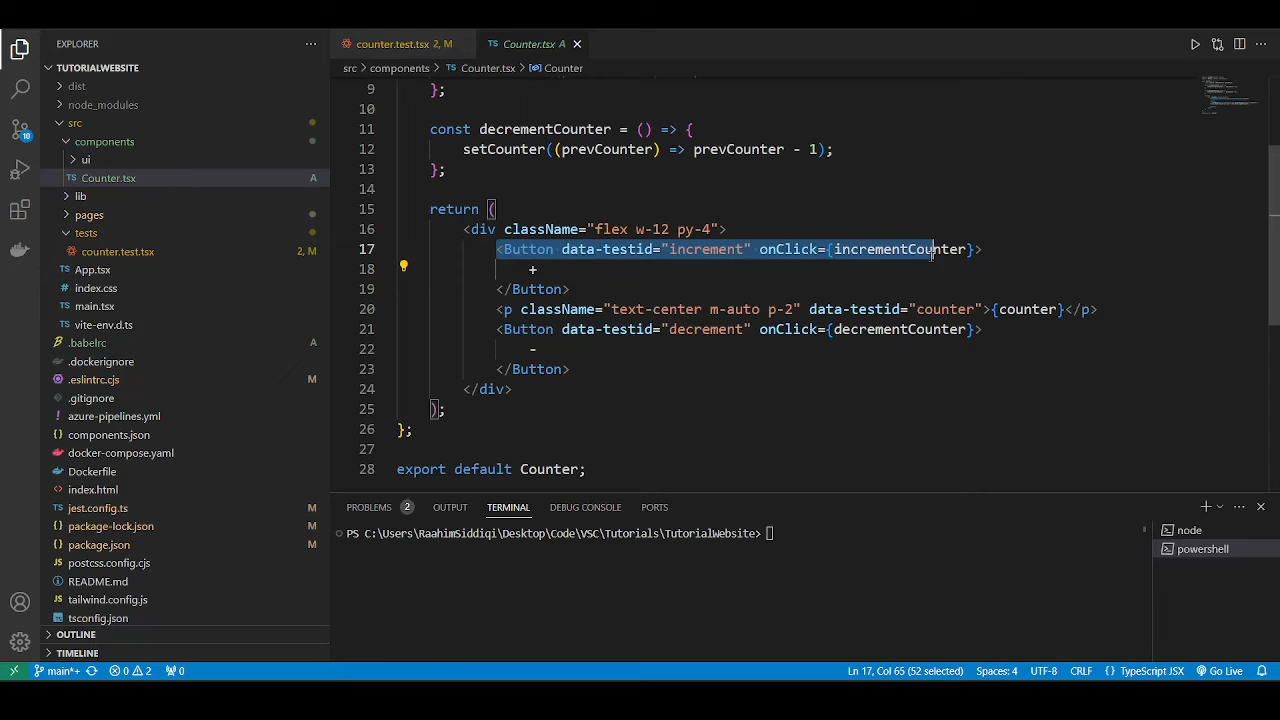 EXPLORER
TUTORIALWEBSITE
dist
node_modules
src
components
ui
Counter.tsx A
lib
pages
tests
counter.test.tsx 2, M
App.tsx
index.css
main.tsx
vite-env.d.ts
.babelrc A
.dockerignore
.eslintrc.cjs M
.gitignore
azure-pipelines.yml
components.json
docker-compose.yaml
Dockerfile
index.html
jest.config.ts M
package-lock.json M
package.json M
postcss.config.cjs
README.md
tailwind.config.js
tsconfig.json
OUTLINE
TIMELINE
10
counter.test.tsx 2, M
Counter.tsx A
src > components > Counter.tsx > Counter
9 };
10
11 const decrementCounter = () => {
12 setCounter((prevCounter) => prevCounter - 1);
13 };
14
15 return (
16 <div className="flex w-12 py-4">
17 <Button data-testid="increment" onClick={incrementCounter}>
18 +
19 </Button>
20 <p className="text-center m-auto p-2" data-testid="counter">{counter}</p>
21 <Button data-testid="decrement" onClick={decrementCounter}>
22 -
23 </Button>
24 </div>
25 );
26 };
27
28 export default Counter;
PROBLEMS 2 OUTPUT TERMINAL DEBUG CONSOLE PORTS
PS C:\Users\RaahimSiddiqi\Desktop\Code\VSC\Tutorials\TutorialWebsite>
node
powershell
main*+ 0 2 0 Ln 17, Col 65 (52 selected) Spaces: 4 UTF-8 CRLF {} TypeScript JSX Go Live